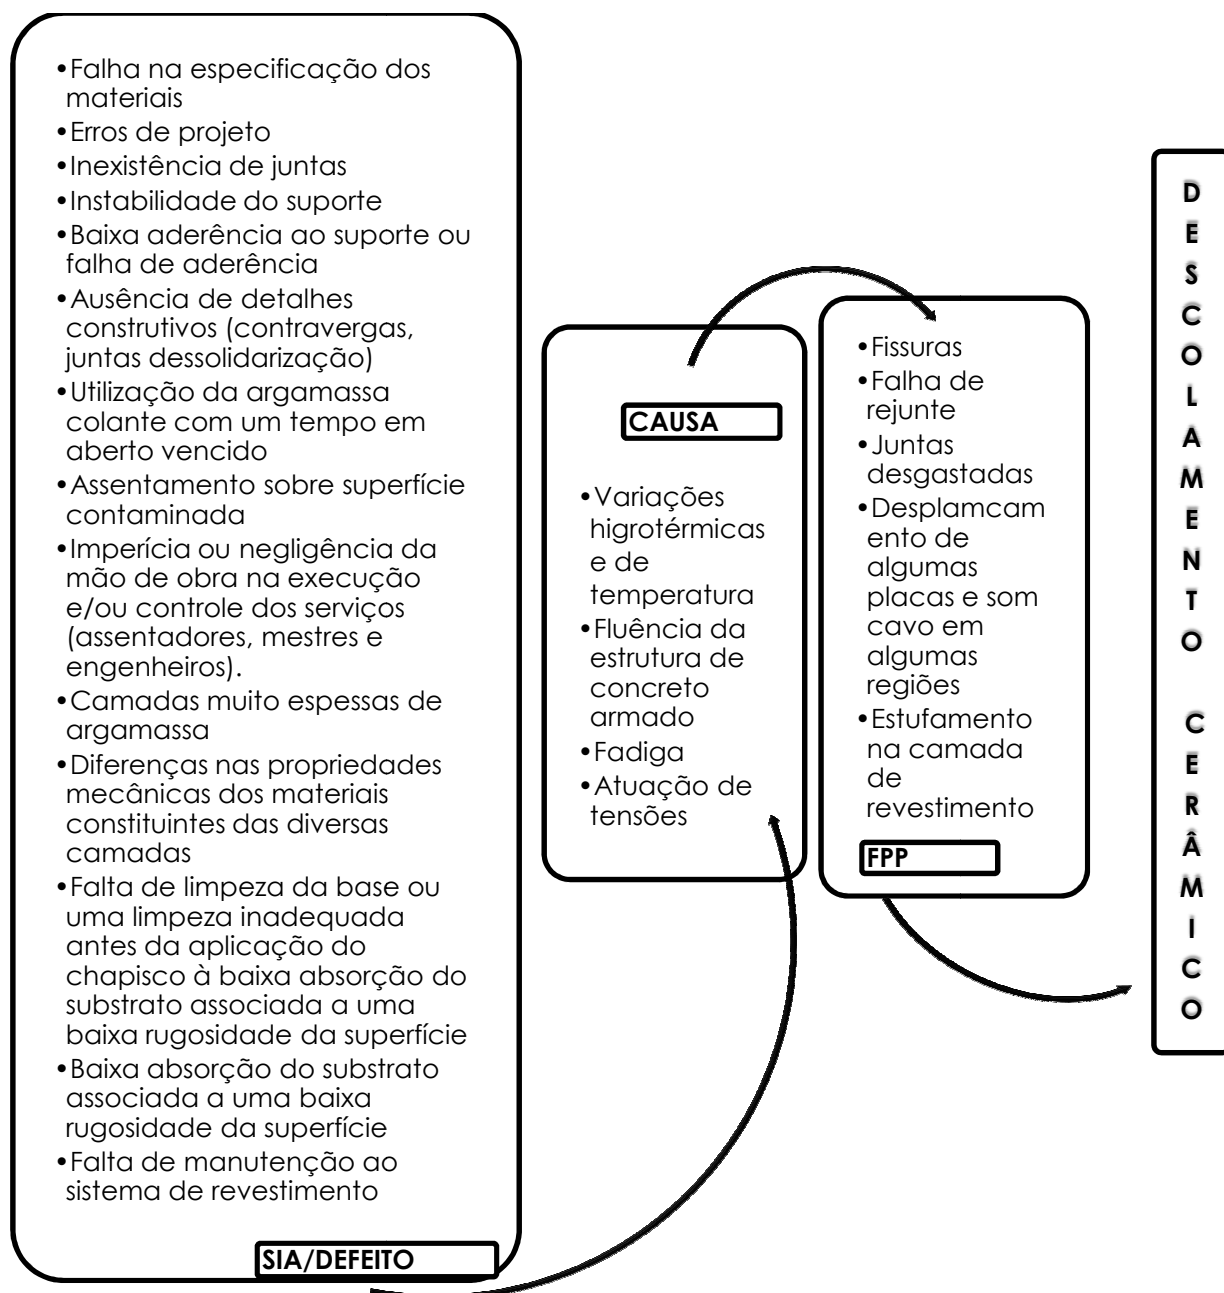 •Falha na especificação dos
materiais
•Erros de projeto
•Inexistência de juntas
•Instabilidade do suporte
•Baixa aderência ao suporte ou
falha de aderência
•Ausência de detalhes
construtivos (contravergas,
juntas dessolidarização)
•Utilização da argamassa
colante com um tempo em
aberto vencido
•Assentamento sobre superfície
contaminada
•Imperícia ou negligência da
mão de obra na execução
e/ou controle dos serviços
(assentadores, mestres e
engenheiros).
•Camadas muito espessas de
argamassa
•Diferenças nas propriedades
mecânicas dos materiais
constituintes das diversas
camadas
•Falta de limpeza da base ou
uma limpeza inadequada
antes da aplicação do
chapisco à baixa absorção do
substrato associada a uma
baixa rugosidade da superfície
•Baixa absorção do substrato
associada a uma baixa
rugosidade da superfície
•Falta de manutenção ao
sistema de revestimento
SIA/DEFEITO
CAUSA
•Variações
higrotérmicas
e de
temperatura
•Fluência da
estrutura de
concreto
armado
•Fadiga
•Atuação de
tensões
•Fissuras
•Falha de
rejunte
•Juntas
desgastadas
•Desplamcam
ento de
algumas
placas e som
cavo em
algumas
regiões
•Estufamento
na camada
de
revestimento
FPP
D
E
S
C
O
L
A
M
E
N
T
O
C
E
R
Â
M
I
C
O